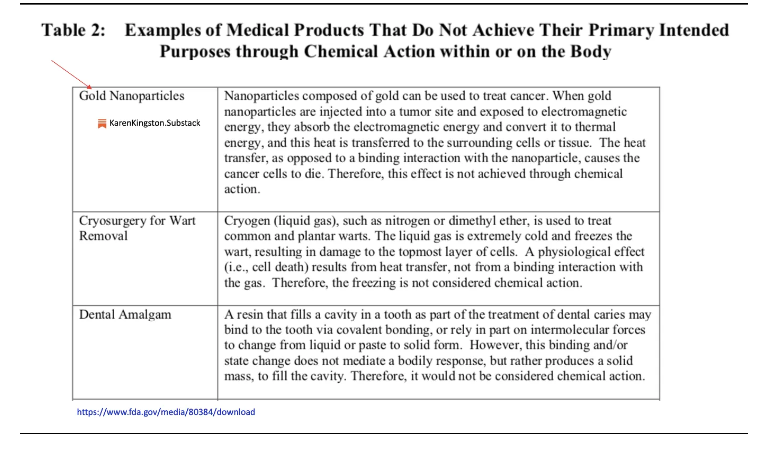 Table 2: Examples of Medical Products That Do Not Achieve Their Primary Intended
Purposes through Chemical Action within or on the Body
Gold Nanoparticles
KarenKingston.Substack
Nanoparticles composed of gold can be used to treat cancer. When gold
nanoparticles are injected into a tumor site and exposed to electromagnetic
energy, they absorb the electromagnetic energy and convert it to thermal
energy, and this heat is transferred to the surrounding cells or tissue. The heat
transfer, as opposed to a binding interaction with the nanoparticle, causes the
cancer cells to die. Therefore, this effect is not achieved through chemical
action.
Cryosurgery for Wart
Removal
Cryogen (liquid gas), such as nitrogen or dimethyl ether, is used to treat
common and plantar warts. The liquid gas is extremely cold and freezes the
wart, resulting in damage to the topmost layer of cells. A physiological effect
(i.e., cell death) results from heat transfer, not from a binding interaction with
the gas. Therefore, the freezing is not considered chemical action.
Dental Amalgam
A resin that fills a cavity in a tooth as part of the treatment of dental caries may
bind to the tooth via covalent bonding, or rely in part on intermolecular forces
to change from liquid or paste to solid form. However, this binding and/or
state change does not mediate a bodily response, but rather produces a solid
mass, to fill the cavity. Therefore, it would not be considered chemical action.
https://www.fda.gov/media/80384/download